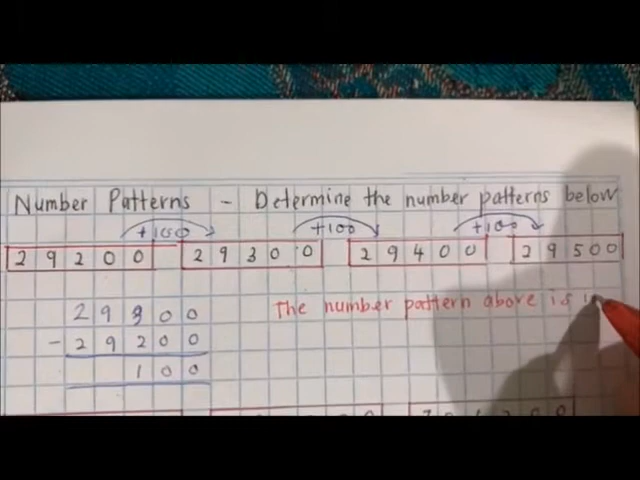 Number Patterns - Determine the number patterns below
+100 +100 +100
29200 29300 29400 29500
29300 The number pattern above is
- 29200
100